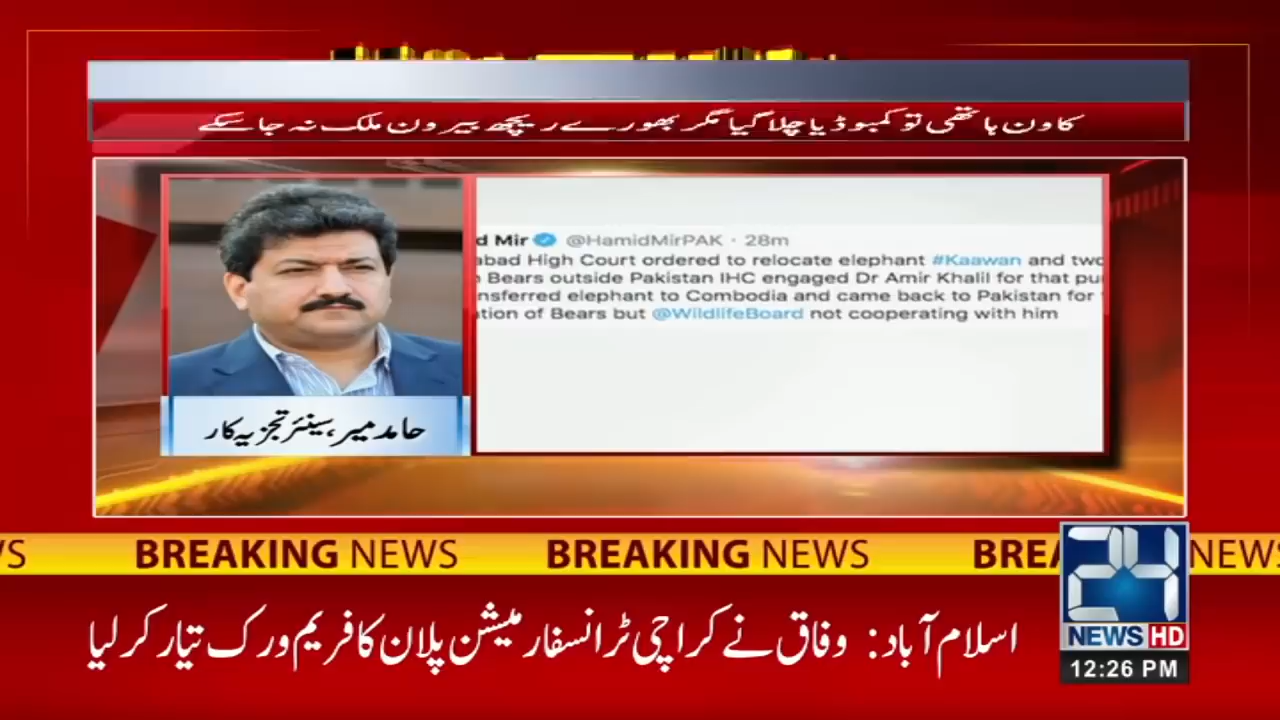 کاون ہاتھی تو کمبوڈیا چلا گیا مگر بھورے ریچھ بیرون ملک نہ جا سکے
d Mir @HamidMirPAK · 28m
abad High Court ordered to relocate elephant #Kaawan and two
n Bears outside Pakistan IHC engaged Dr Amir Khalil for that pu
nsferred elephant to Combodia and came back to Pakistan for
tion of Bears but @WildlifeBoard not cooperating with him
حامد میر، سینئر تجزیہ کار
BREAKING NEWS BREAKING NEWS
24
NEWS HD
12:26 PM
اسلام آباد: وفاق نے کراچی ٹرانسفارمیشن پلان کا فریم ورک تیار کر لیا